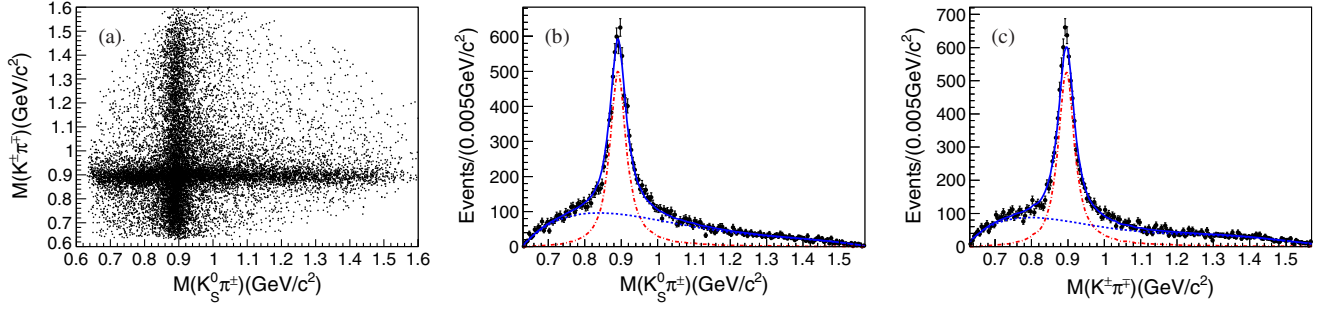 (a)
M(K±π∓)(GeV/c²)
1.6
1.5
1.4
1.3
1.2
1.1
1
0.9
0.8
0.7
0.6
0.6 0.7 0.8 0.9 1 1.1 1.2 1.3 1.4 1.5 1.6
M(K⁰_Sπ±)(GeV/c²)
(b)
Events/(0.005GeV/c²)
600
500
400
300
200
100
0
0.7 0.8 0.9 1 1.1 1.2 1.3 1.4 1.5
M(K⁰_Sπ±)(GeV/c²)
(c)
Events/(0.005GeV/c²)
700
600
500
400
300
200
100
0
0.7 0.8 0.9 1 1.1 1.2 1.3 1.4 1.5
M(K±π∓)(GeV/c²)